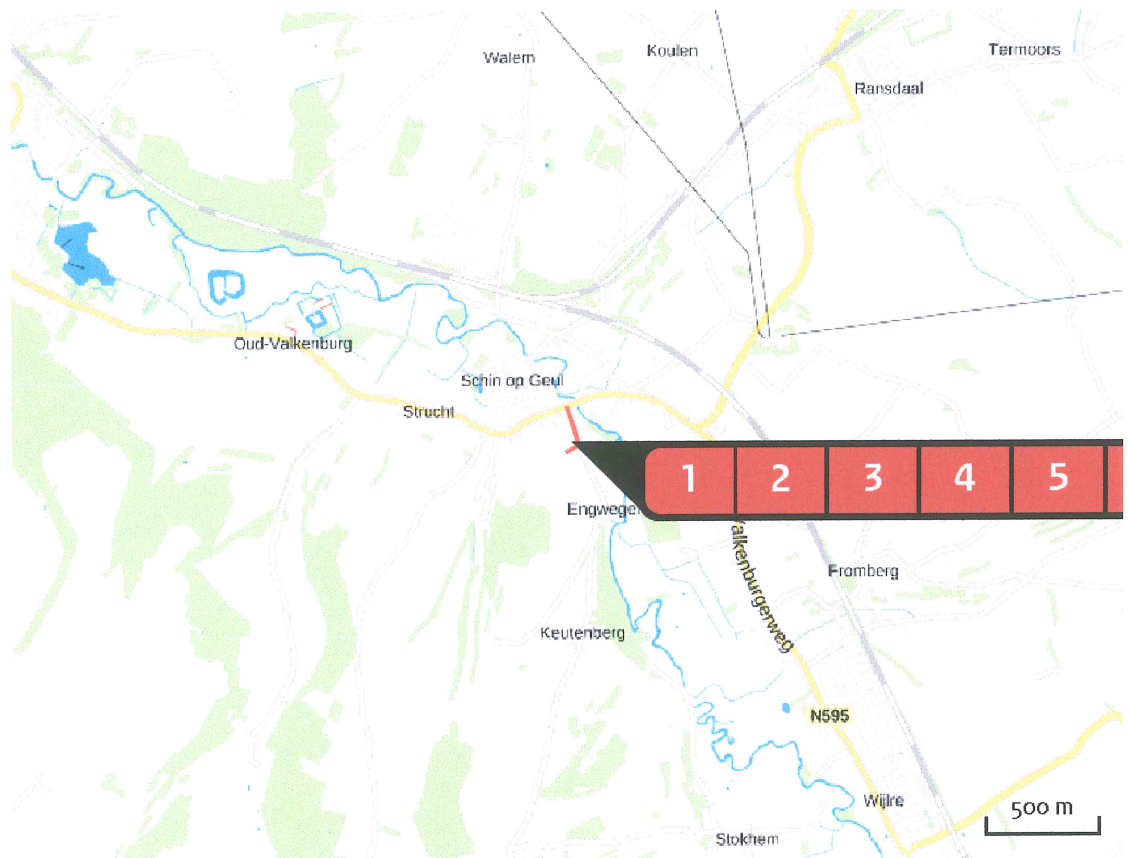 Walem
Koulen
Termoors
Ransdaal
Oud-Valkenburg
Schin op Geul
Strucht
1 2 3 4 5
Valkenburgerweg
Fromberg
Keutenberg
N595
Wijlre
500 m
Stokhem